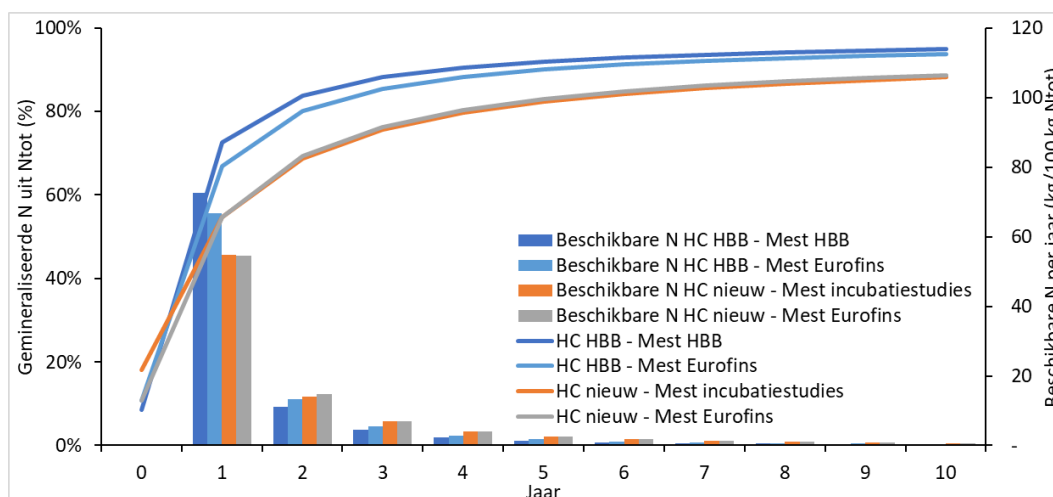 Gemineraliseerde N uit Ntot (%)
100%
80%
60%
40%
20%
0%
120
100
80
60
40
20
-
Beschikbare N per jaar (kg/100 kg Ntot)
Beschikbare N HC HBB - Mest HBB
Beschikbare N HC HBB - Mest Eurofins
Beschikbare N HC nieuw - Mest incubatiestudies
Beschikbare N HC nieuw - Mest Eurofins
HC HBB - Mest HBB
HC HBB - Mest Eurofins
HC nieuw - Mest incubatiestudies
HC nieuw - Mest Eurofins
0 1 2 3 4 5 6 7 8 9 10
Jaar